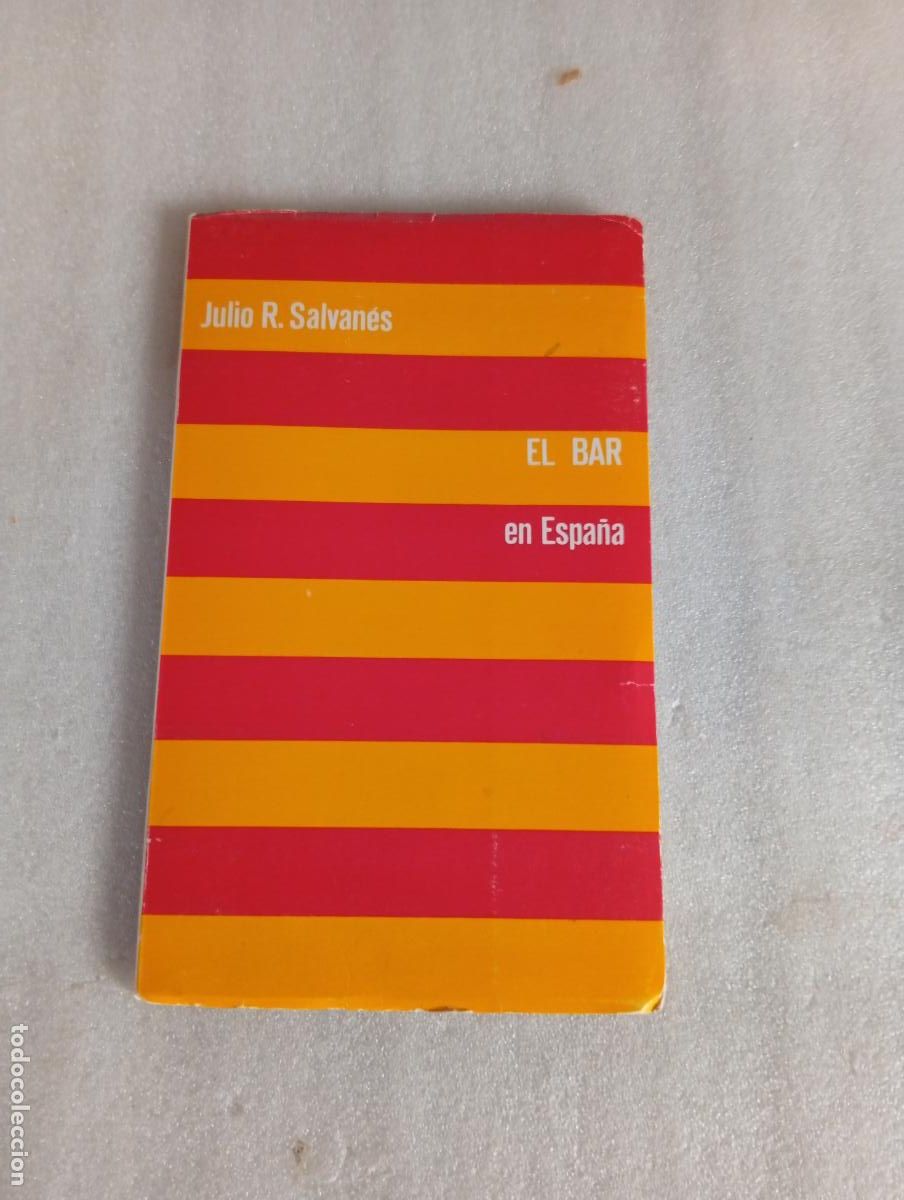 Julio R. Salvanés
EL BAR
en España
todocoleccion